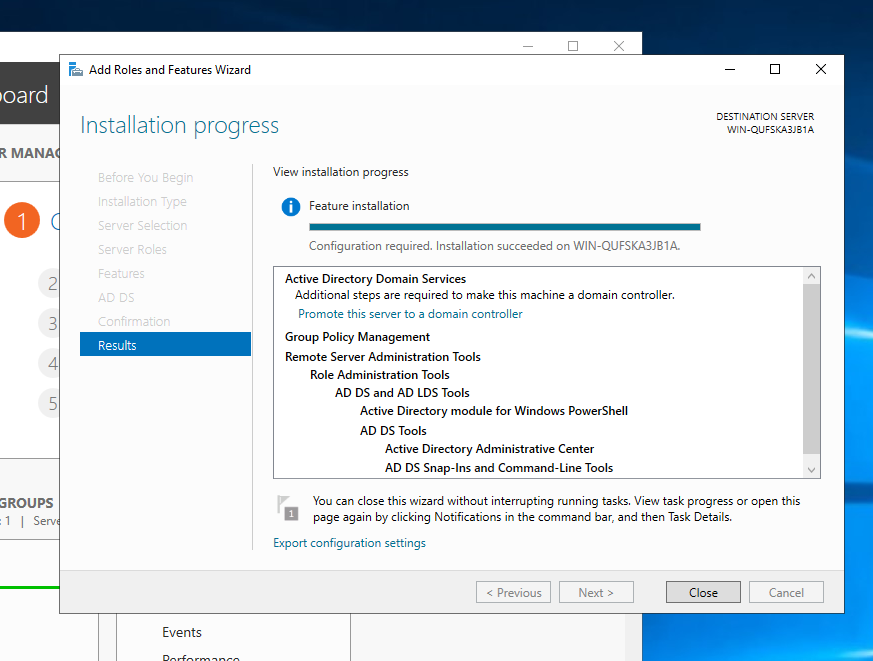 Add Roles and Features Wizard
board
Installation progress
DESTINATION SERVER
WIN-QUFSKA3JB1A
R MANAG
Before You Begin
Installation Type
Server Selection
Server Roles
Features
AD DS
Confirmation
Results
1
2
3
4
5
View installation progress
Feature installation
Configuration required. Installation succeeded on WIN-QUFSKA3JB1A.
Active Directory Domain Services
Additional steps are required to make this machine a domain controller.
Promote this server to a domain controller
Group Policy Management
Remote Server Administration Tools
Role Administration Tools
AD DS and AD LDS Tools
Active Directory module for Windows PowerShell
AD DS Tools
Active Directory Administrative Center
AD DS Snap-Ins and Command-Line Tools
1
You can close this wizard without interrupting running tasks. View task progress or open this
page again by clicking Notifications in the command bar, and then Task Details.
Export configuration settings
GROUPS
: 1 | Serve
< Previous
Next >
Close
Cancel
Events
Performance